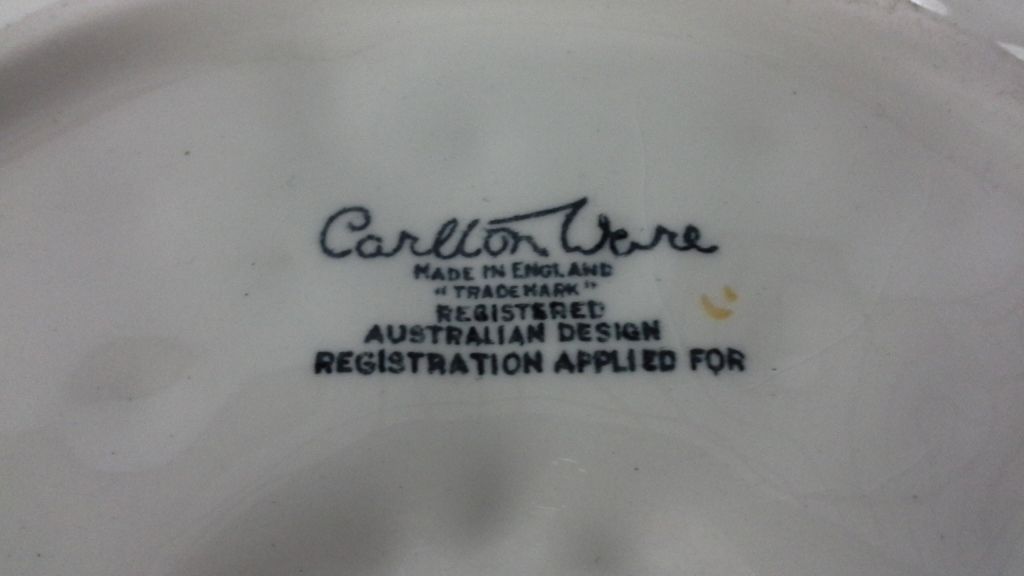 Carlton Ware
MADE IN ENGLAND
"TRADEMARK"
REGISTERED
AUSTRALIAN DESIGN
REGISTRATION APPLIED FOR